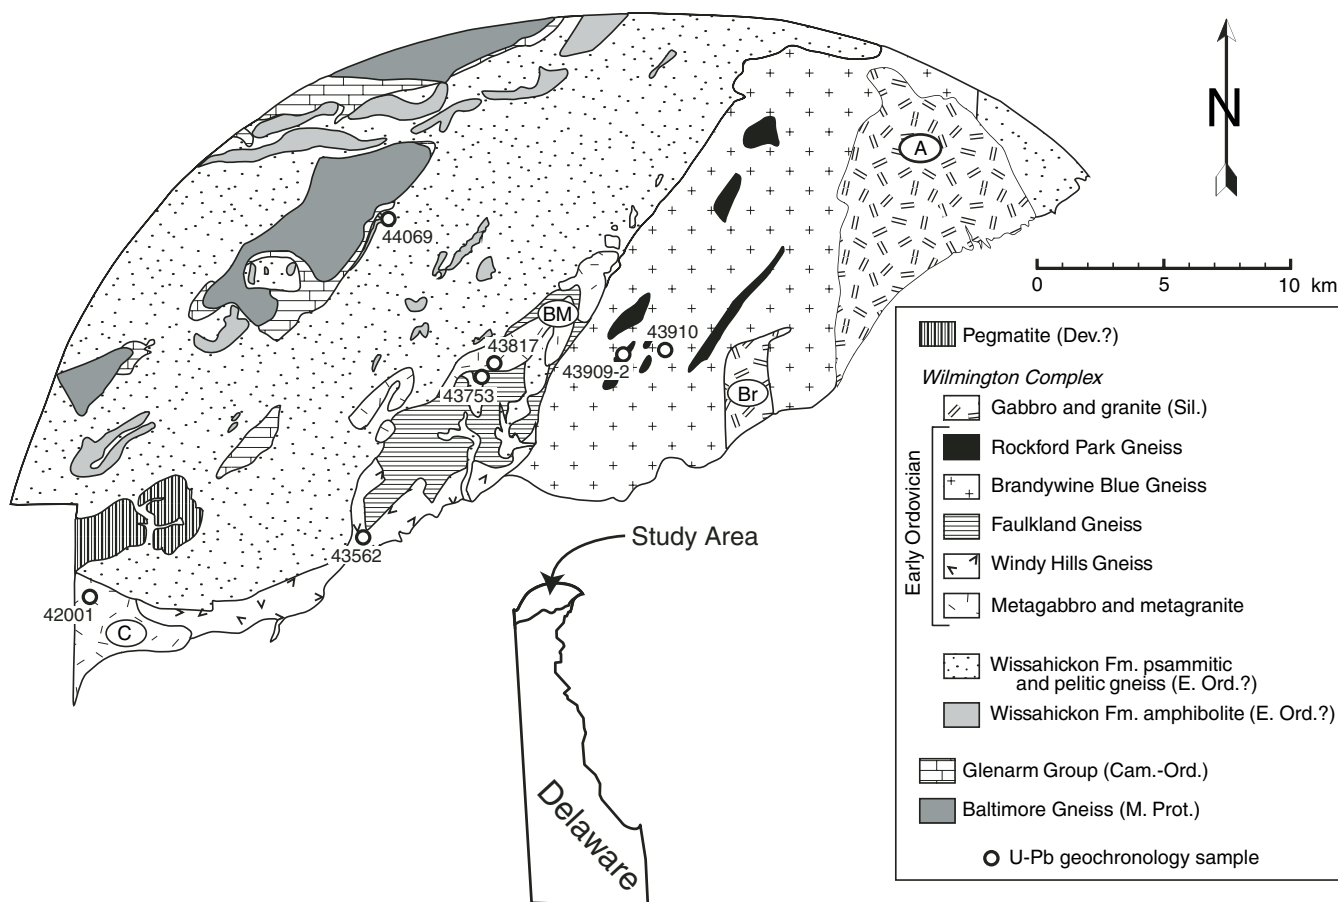 A
N
44069
0 5 10 km
BM
43817
43910
43909-2
43753
Br
43562
42001
C
Study Area
Delaware
Pegmatite (Dev.?)
Wilmington Complex
Gabbro and granite (Sil.)
Early Ordovician
Rockford Park Gneiss
Brandywine Blue Gneiss
Faulkland Gneiss
Windy Hills Gneiss
Metagabbro and metagranite
Wissahickon Fm. psammitic
and pelitic gneiss (E. Ord.?)
Wissahickon Fm. amphibolite (E. Ord.?)
Glenarm Group (Cam.-Ord.)
Baltimore Gneiss (M. Prot.)
U-Pb geochronology sample